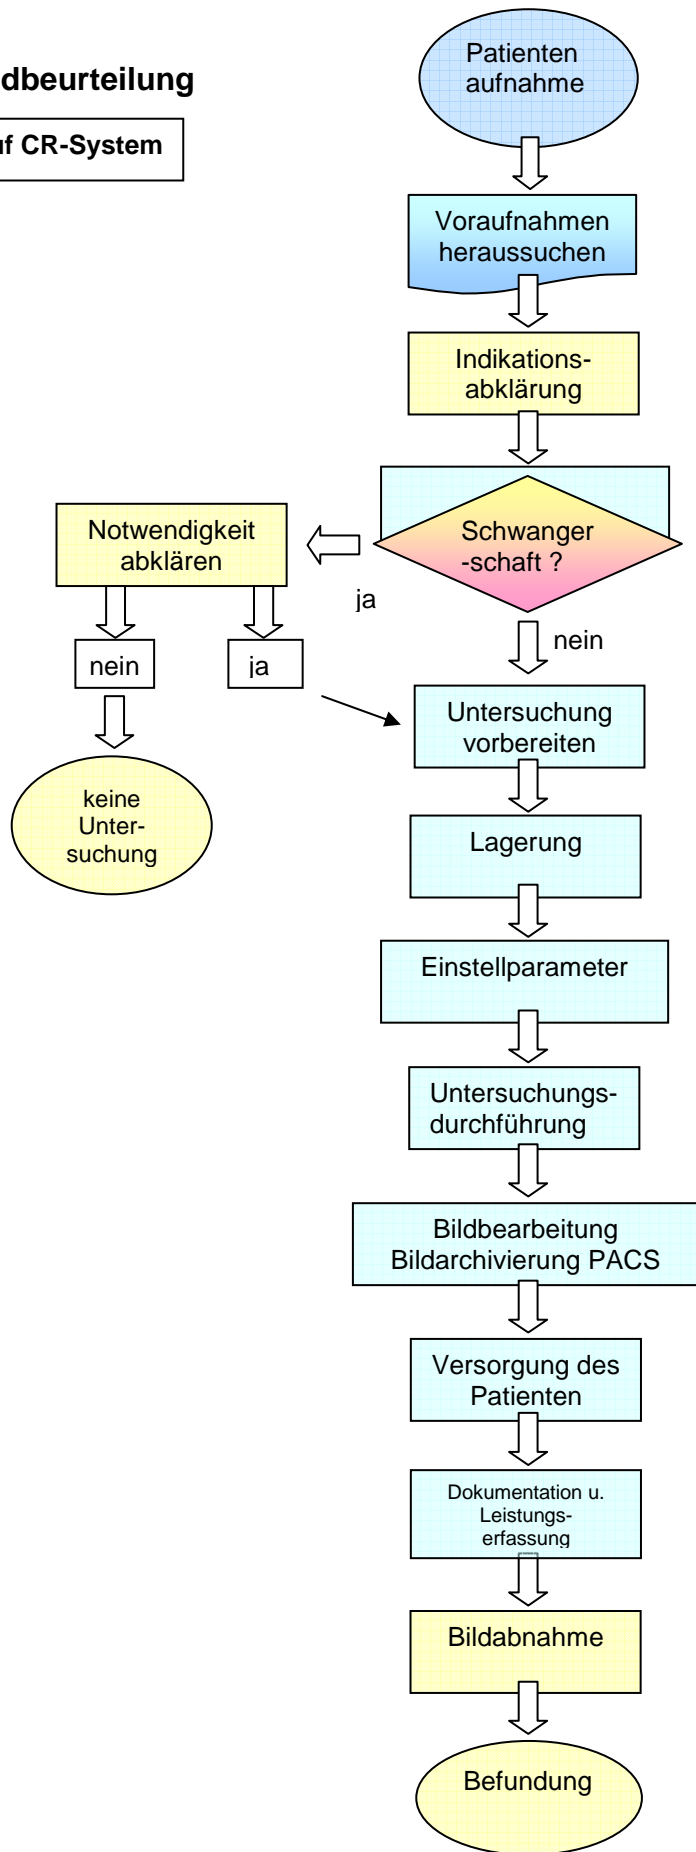 dbeurteilung
f CR-System
Patienten
aufnahme
Voraufnahmen
heraussuchen
Indikations-
abklärung
Schwanger
-schaft ?
Notwendigkeit
abklären
ja
nein
nein
ja
Untersuchung
vorbereiten
keine
Unter-
suchung
Lagerung
Einstellparameter
Untersuchungs-
durchführung
Bildbearbeitung
Bildarchivierung PACS
Versorgung des
Patienten
Dokumentation u.
Leistungs-
erfassung
Bildabnahme
Befundung